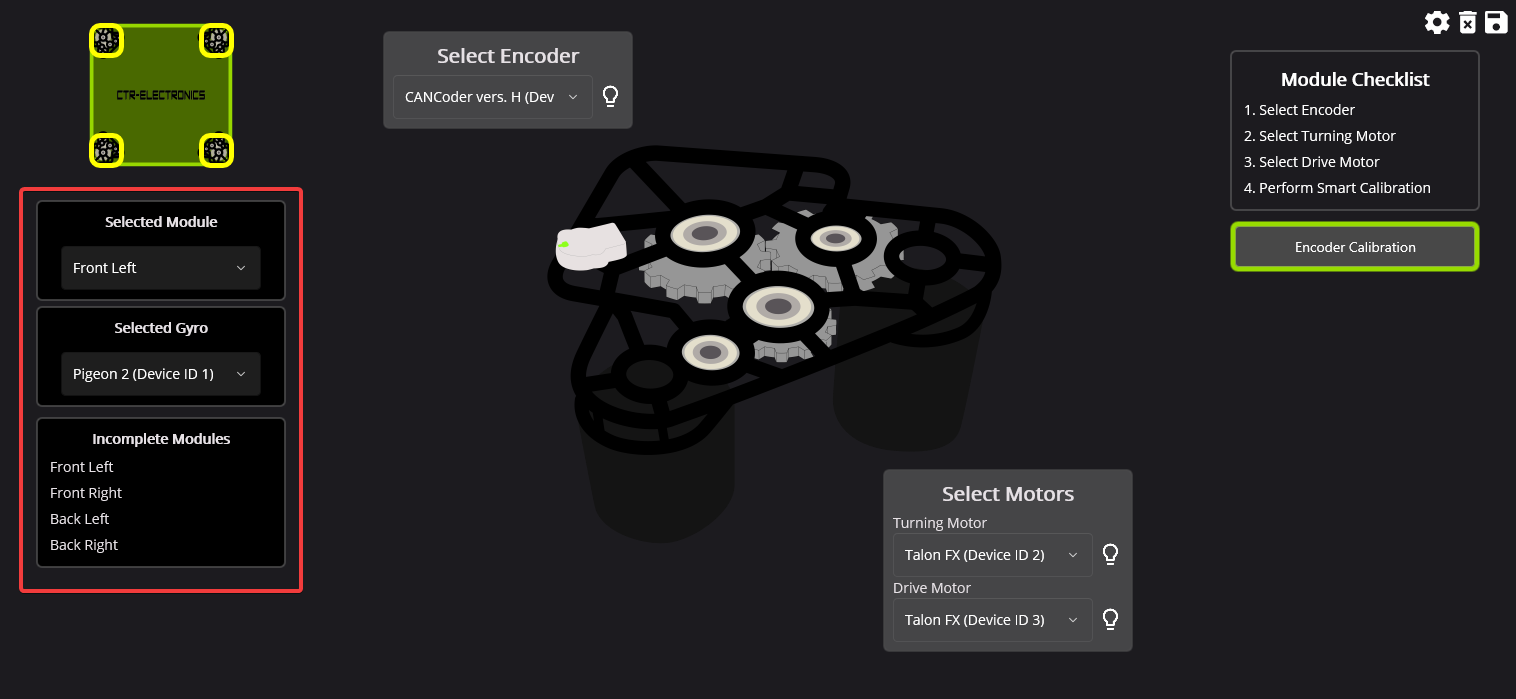 CTR-ELECTRONICS
Selected Module
Front Left
Selected Gyro
Pigeon 2 (Device ID 1)
Incomplete Modules
Front Left
Front Right
Back Left
Back Right
Select Encoder
CANCoder vers. H (Dev
Select Motors
Turning Motor
Talon FX (Device ID 2)
Drive Motor
Talon FX (Device ID 3)
Module Checklist
1. Select Encoder
2. Select Turning Motor
3. Select Drive Motor
4. Perform Smart Calibration
Encoder Calibration